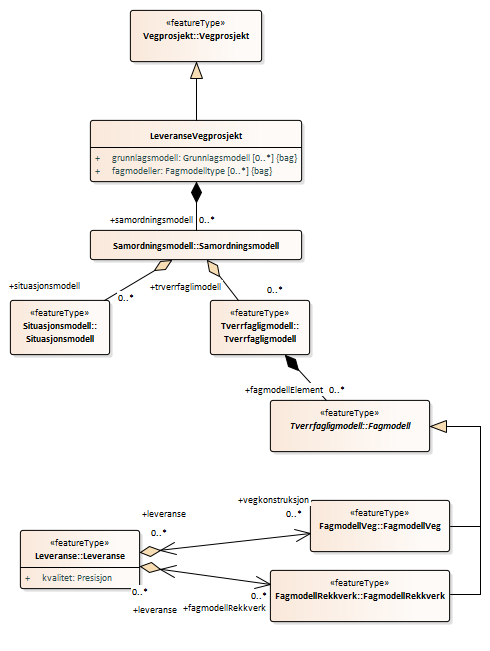 «featureType»
Vegprosjekt::Vegprosjekt
LeveranseVegprosjekt
+ grunnlagsmodell: Grunnlagsmodell [0..*] {bag}
+ fagmodeller: Fagmodelltype [0..*] {bag}
+samordningsmodell 0..*
Samordningsmodell::Samordningsmodell
+situasjonsmodell
0..*
+trverrfaglimodell
0..*
«featureType»
Situasjonsmodell::
Situasjonsmodell
«featureType»
Tverrfagligmodell::
Tverrfagligmodell
+fagmodellElement 0..*
«featureType»
Tverrfagligmodell::Fagmodell
+vegkonstruksjon
0..*
+leveranse
0..*
«featureType»
FagmodellVeg::FagmodellVeg
«featureType»
Leveranse::Leveranse
+ kvalitet: Presisjon
0..*
+leveranse
+fagmodellRekkverk
0..*
«featureType»
FagmodellRekkverk::FagmodellRekkverk